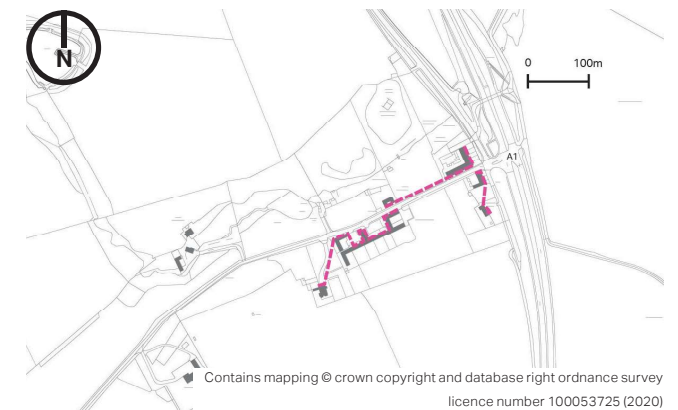 N
0 100m
A1
Contains mapping © crown copyright and database right ordnance survey
licence number 100053725 (2020)